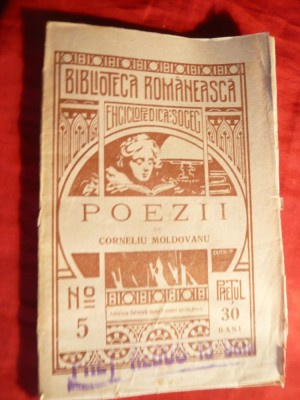 BIBLIOTECA ROMÂNEASCĂ
ENCICLOPEDICĂ-SOCEC
POEZII
DE
CORNELIU MOLDOVANU
No
5
PREȚUL
30
BANI